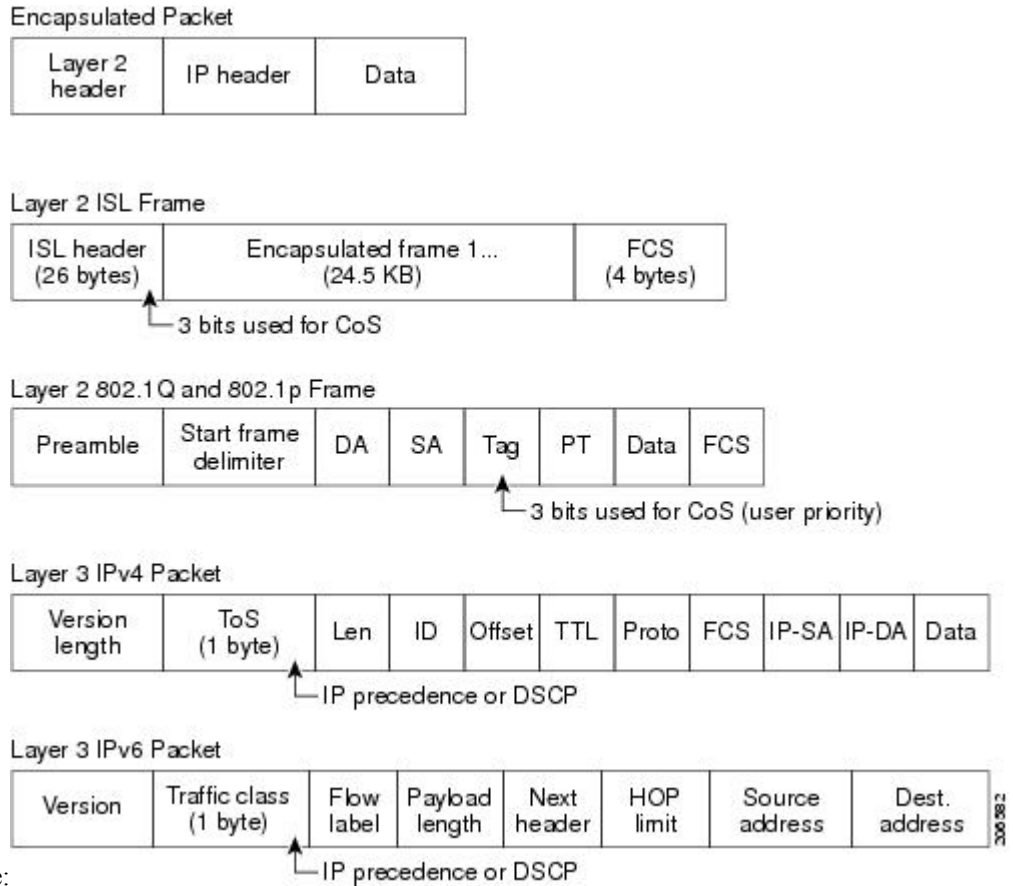 Encapsulated Packet
Layer 2
header
IP header
Data
Layer 2 ISL Frame
ISL header
(26 bytes)
Encapsulated frame 1...
(24.5 KB)
FCS
(4 bytes)
3 bits used for CoS
Layer 2 802.1Q and 802.1p Frame
Preamble
Start frame
delimiter
DA
SA
Tag
PT
Data
FCS
3 bits used for CoS (user priority)
Layer 3 IPv4 Packet
Version
length
ToS
(1 byte)
Len
ID
Offset
TTL
Proto
FCS
IP-SA
IP-DA
Data
IP precedence or DSCP
Layer 3 IPv6 Packet
Version
Traffic class
(1 byte)
Flow
label
Payload
length
Next
header
HOP
limit
Source
address
Dest.
address
206582
IP precedence or DSCP
e: